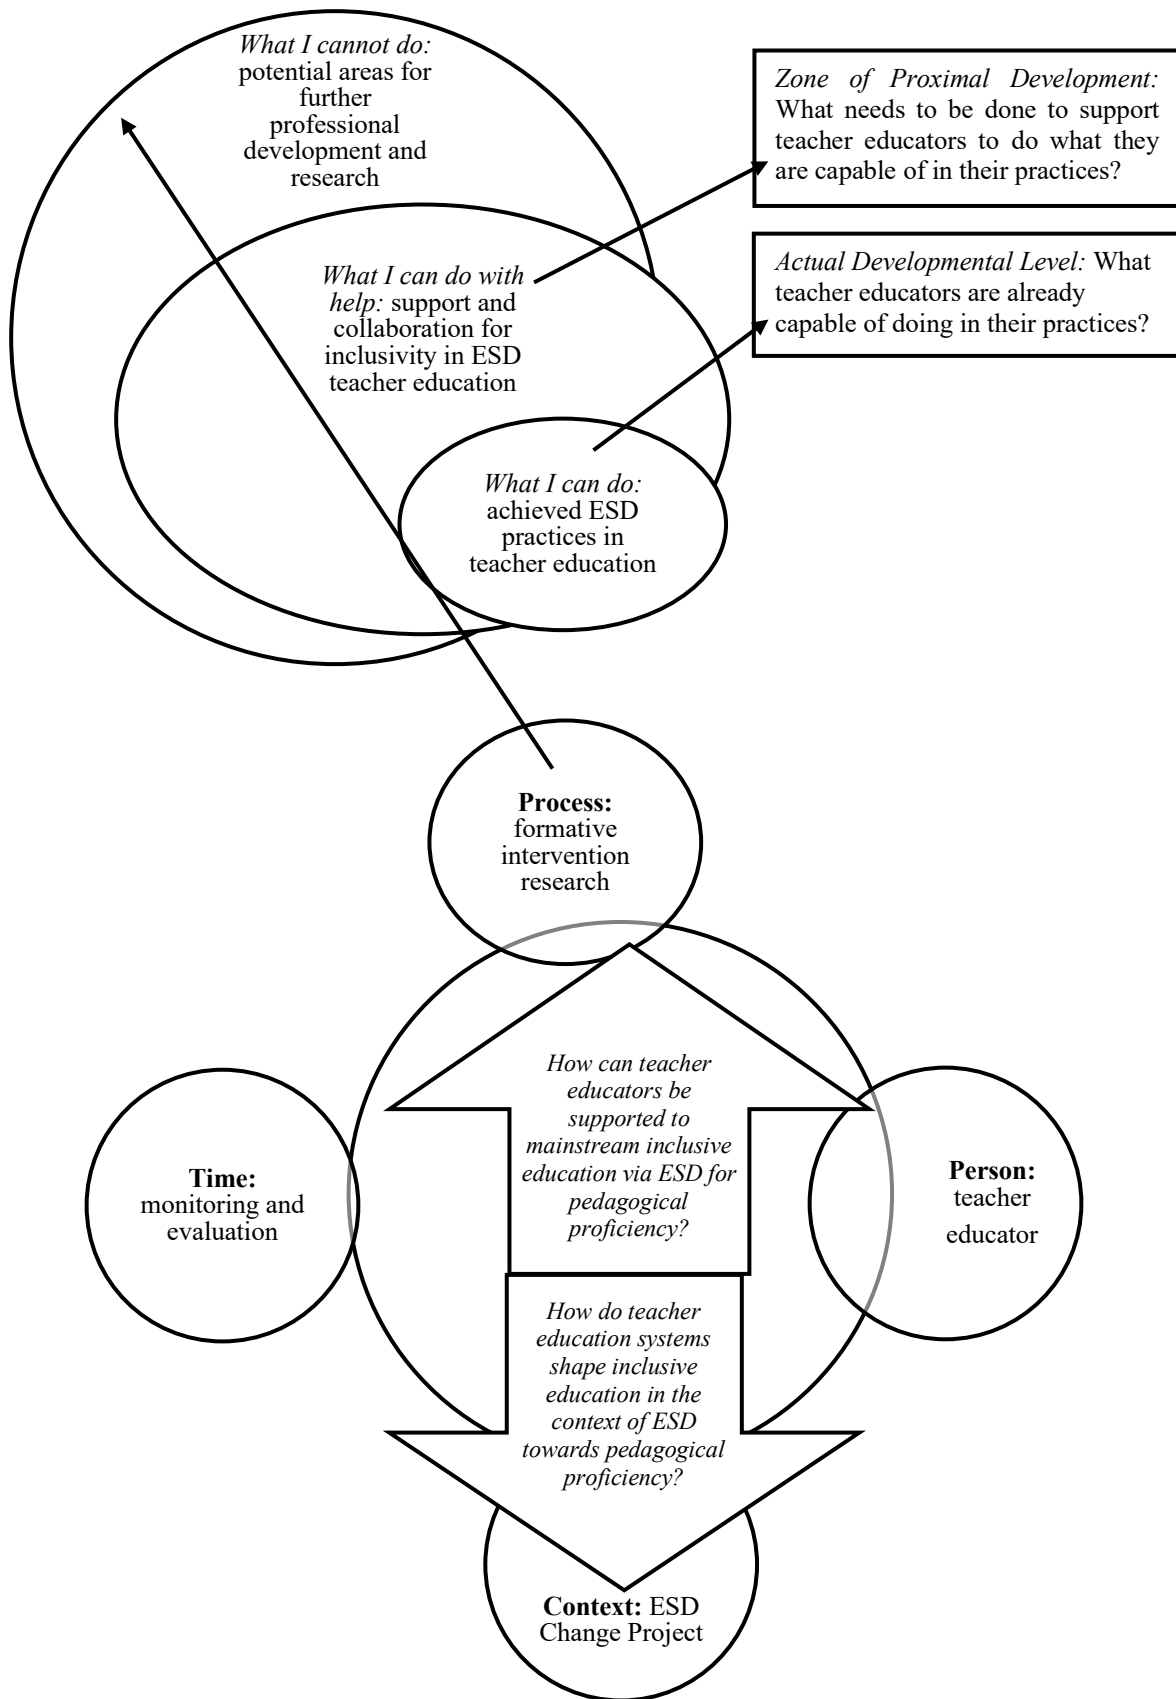 What I cannot do:
potential areas for
further
professional
development and
research
Zone of Proximal Development:
What needs to be done to support
teacher educators to do what they
are capable of in their practices?
Actual Developmental Level: What
teacher educators are already
capable of doing in their practices?
What I can do with
help: support and
collaboration for
inclusivity in ESD
teacher education
What I can do:
achieved ESD
practices in
teacher education
Process:
formative
intervention
research
How can teacher
educators be
supported to
mainstream inclusive
education via ESD for
pedagogical
proficiency?
Time:
monitoring and
evaluation
Person:
teacher
educator
How do teacher
education systems
shape inclusive
education in the
context of ESD
towards pedagogical
proficiency?
Context: ESD
Change Project